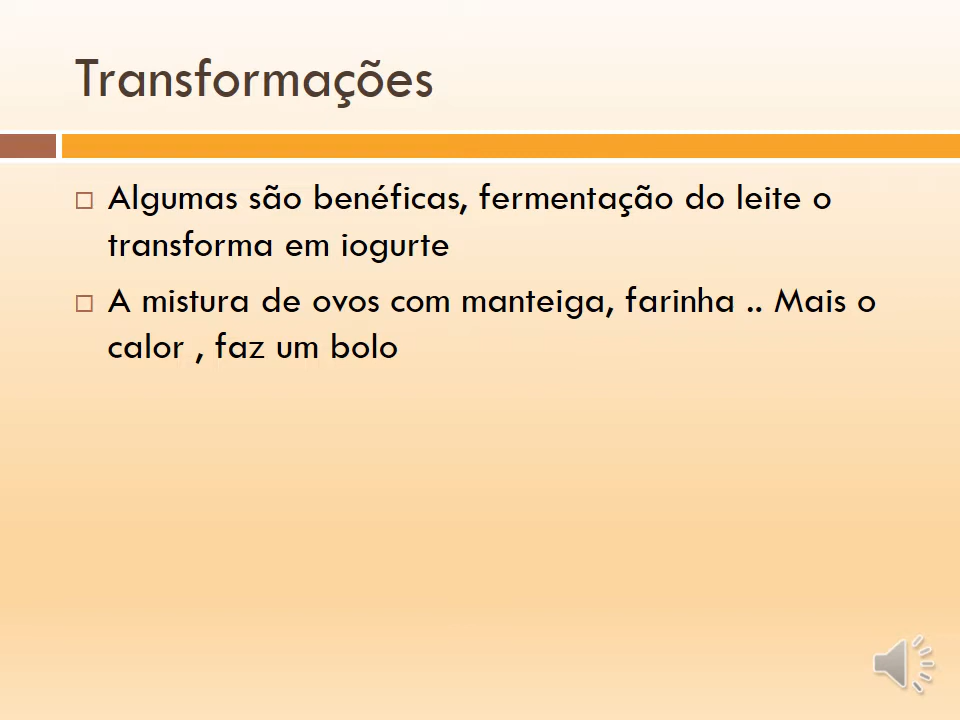 Transformações
Algumas são benéficas, fermentação do leite o
transforma em iogurte
A mistura de ovos com manteiga, farinha .. Mais o
calor , faz um bolo